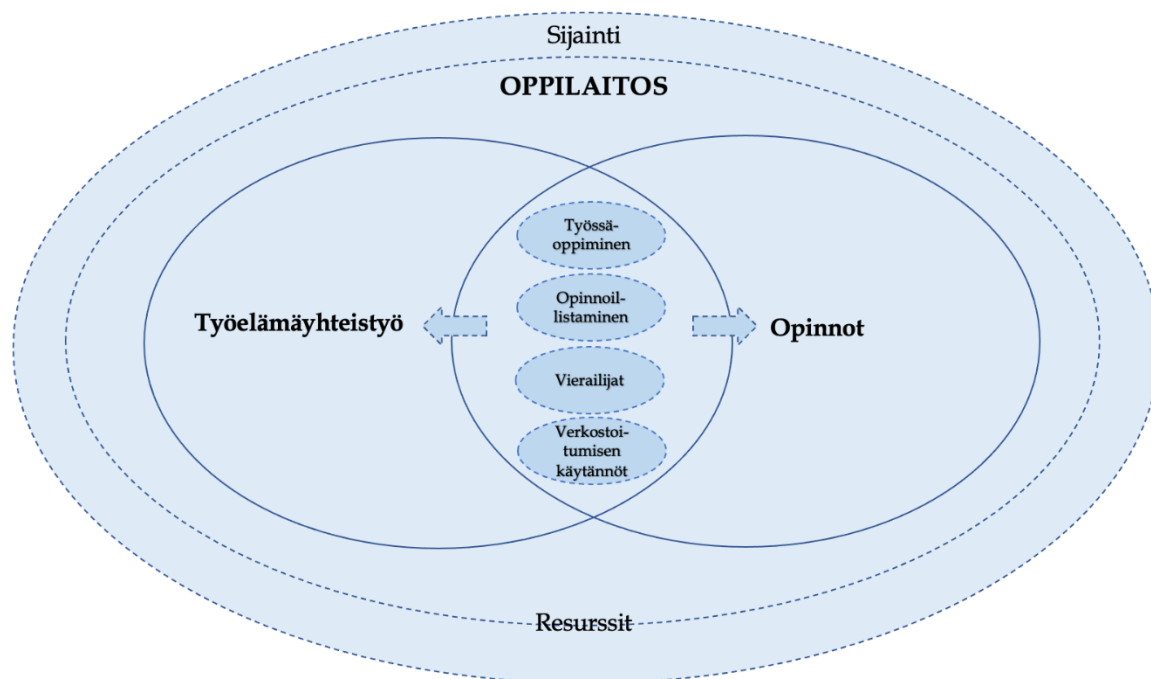 Sijainti
OPPILAITOS
Työssä-
oppiminen
Opinnoil-
listaminen
Työelämäyhteistyö
Opinnot
Vierailijat
Verkostoi-
tumisen
käytännöt
Resurssit